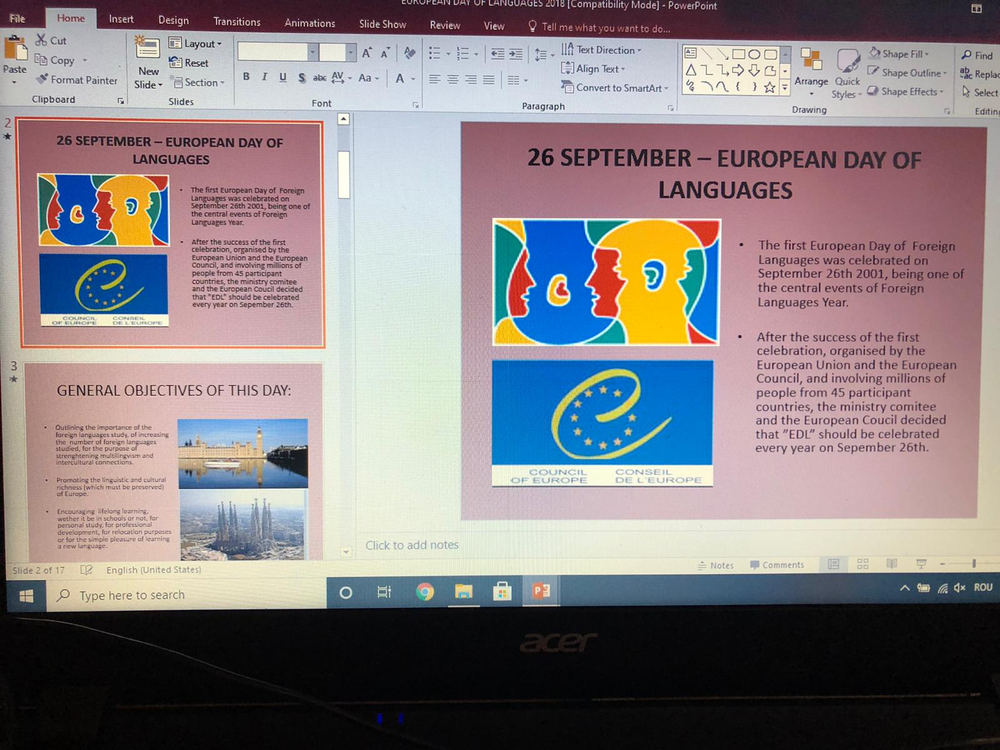 EUROPEAN DAY OF LANGUAGES 2018 [Compatibility Mode] - PowerPoint
File Home Insert Design Transitions Animations Slide Show Review View Tell me what you want to do...
Paste
Cut
Copy
Format Painter
Clipboard
New
Slide
Layout
Reset
Section
Slides
B I U S abc AV Aa A
Font
Text Direction
Align Text
Convert to SmartArt
Paragraph
Arrange
Quick
Styles
Shape Fill
Shape Outline
Shape Effects
Drawing
Find
Replac
Select
Editing
2
26 SEPTEMBER – EUROPEAN DAY OF
LANGUAGES
• The first European Day of Foreign
Languages was celebrated on
September 26th 2001, being one of
the central events of Foreign
Languages Year.
• After the success of the first
celebration, organised by the
European Union and the European
Council, and involving millions of
people from 45 participant
countries, the ministry comitee
and the European Coucil decided
that ”EDL” should be celebrated
every year on Sepember 26th.
COUNCIL CONSEIL
OF EUROPE DE L'EUROPE
3
GENERAL OBJECTIVES OF THIS DAY:
• Outlining the importance of the
foreign languages study, of increasing
the number of foreign languages
studied, for the purpose of
strenghtening multilingvism and
intercultural connections.
• Promoting the linguistic and cultural
richness (which must be preserved)
of Europe.
• Encouraging lifelong learning,
wether it be in schools or not, for
personal study, for professional
development, for relocation purposes
or for the simple pleasure of learning
a new language.
26 SEPTEMBER – EUROPEAN DAY OF
LANGUAGES
• The first European Day of Foreign
Languages was celebrated on
September 26th 2001, being one of
the central events of Foreign
Languages Year.
• After the success of the first
celebration, organised by the
European Union and the European
Council, and involving millions of
people from 45 participant
countries, the ministry comitee
and the European Coucil decided
that ”EDL” should be celebrated
every year on Sepember 26th.
COUNCIL CONSEIL
OF EUROPE DE L'EUROPE
Click to add notes
Slide 2 of 17 English (United States) Notes Comments
Type here to search ROU
acer